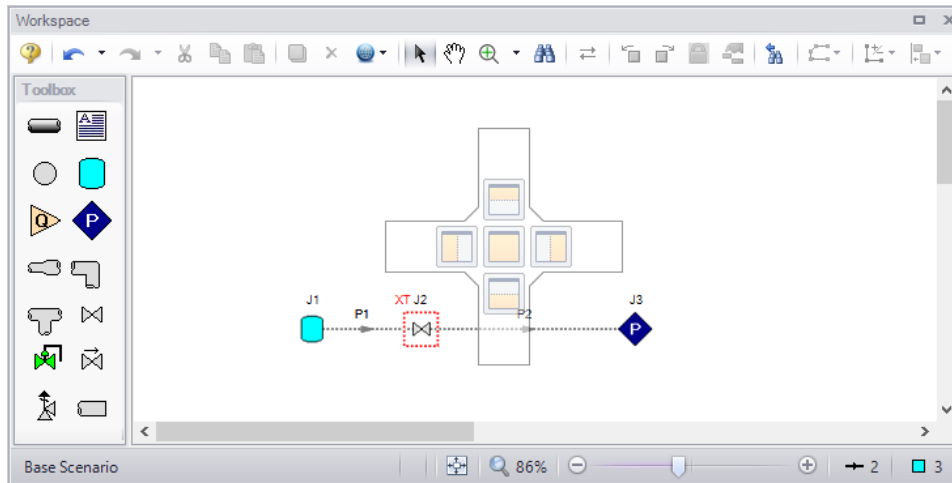 Workspace
Toolbox
A
Q P
J1 XT J2 J3
P1 P2
P
Base Scenario 86% 2 3